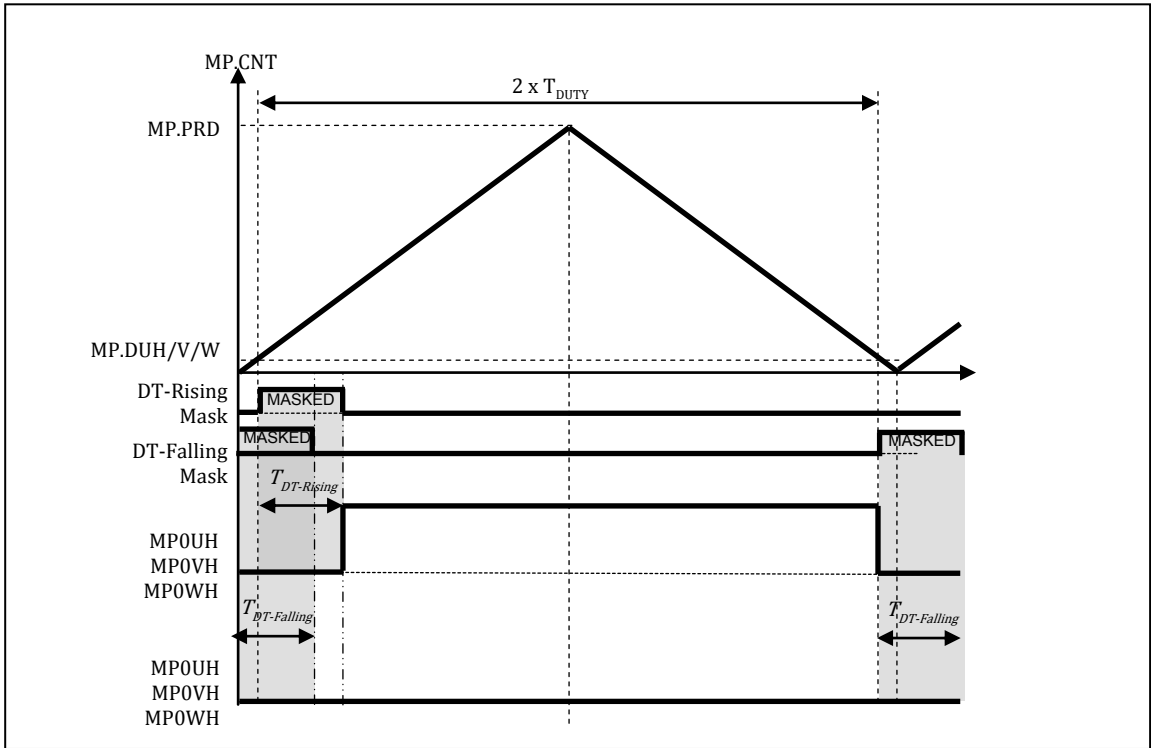 MP.CNT
2 x T_DUTY
MP.PRD
MP.DUH/V/W
DT-Rising
Mask
MASKED
DT-Falling
Mask
MASKED
MASKED
T_DT-Rising
MP0UH
MP0VH
MP0WH
T_DT-Falling
T_DT-Falling
MP0UH
MP0VH
MP0WH